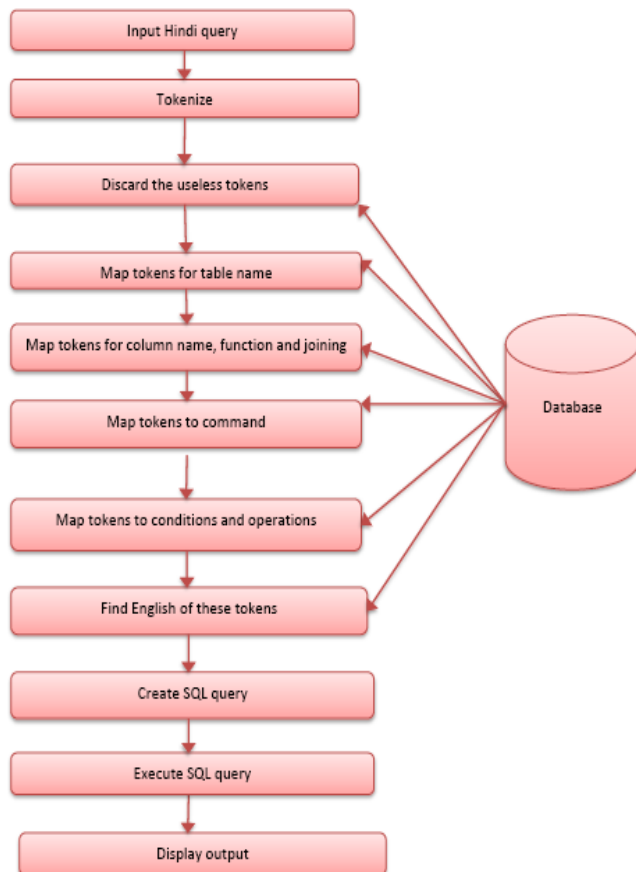 Input Hindi query
Tokenize
Discard the useless tokens
Map tokens for table name
Map tokens for column name, function and joining
Map tokens to command
Database
Map tokens to conditions and operations
Find English of these tokens
Create SQL query
Execute SQL query
Display output